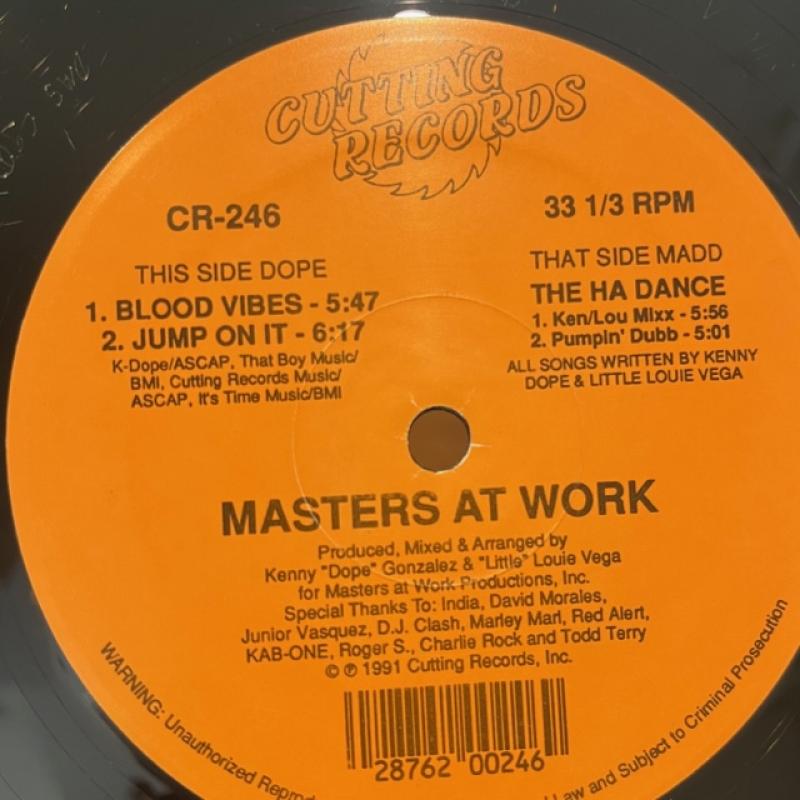 CUTTING
RECORDS
CR-246
THIS SIDE DOPE
1. BLOOD VIBES - 5:47
2. JUMP ON IT - 6:17
K-Dope/ASCAP, That Boy Music/
BMI, Cutting Records Music/
ASCAP, It's Time Music/BMI
33 1/3 RPM
THAT SIDE MADD
THE HA DANCE
1. Ken/Lou Mixx - 5:56
2. Pumpin' Dubb - 5:01
ALL SONGS WRITTEN BY KENNY
DOPE & LITTLE LOUIE VEGA
MASTERS AT WORK
Produced, Mixed & Arranged by
Kenny "Dope" Gonzalez & "Little" Louie Vega
for Masters at Work Productions, Inc.
Special Thanks To: India, David Morales,
Junior Vasquez, D.J. Clash, Marley Marl, Red Alert,
KAB-ONE, Roger S., Charlie Rock and Todd Terry
© ℗ 1991 Cutting Records, Inc.
28762 00246
WARNING: Unauthorized Law and Subject to Criminal Prosecution